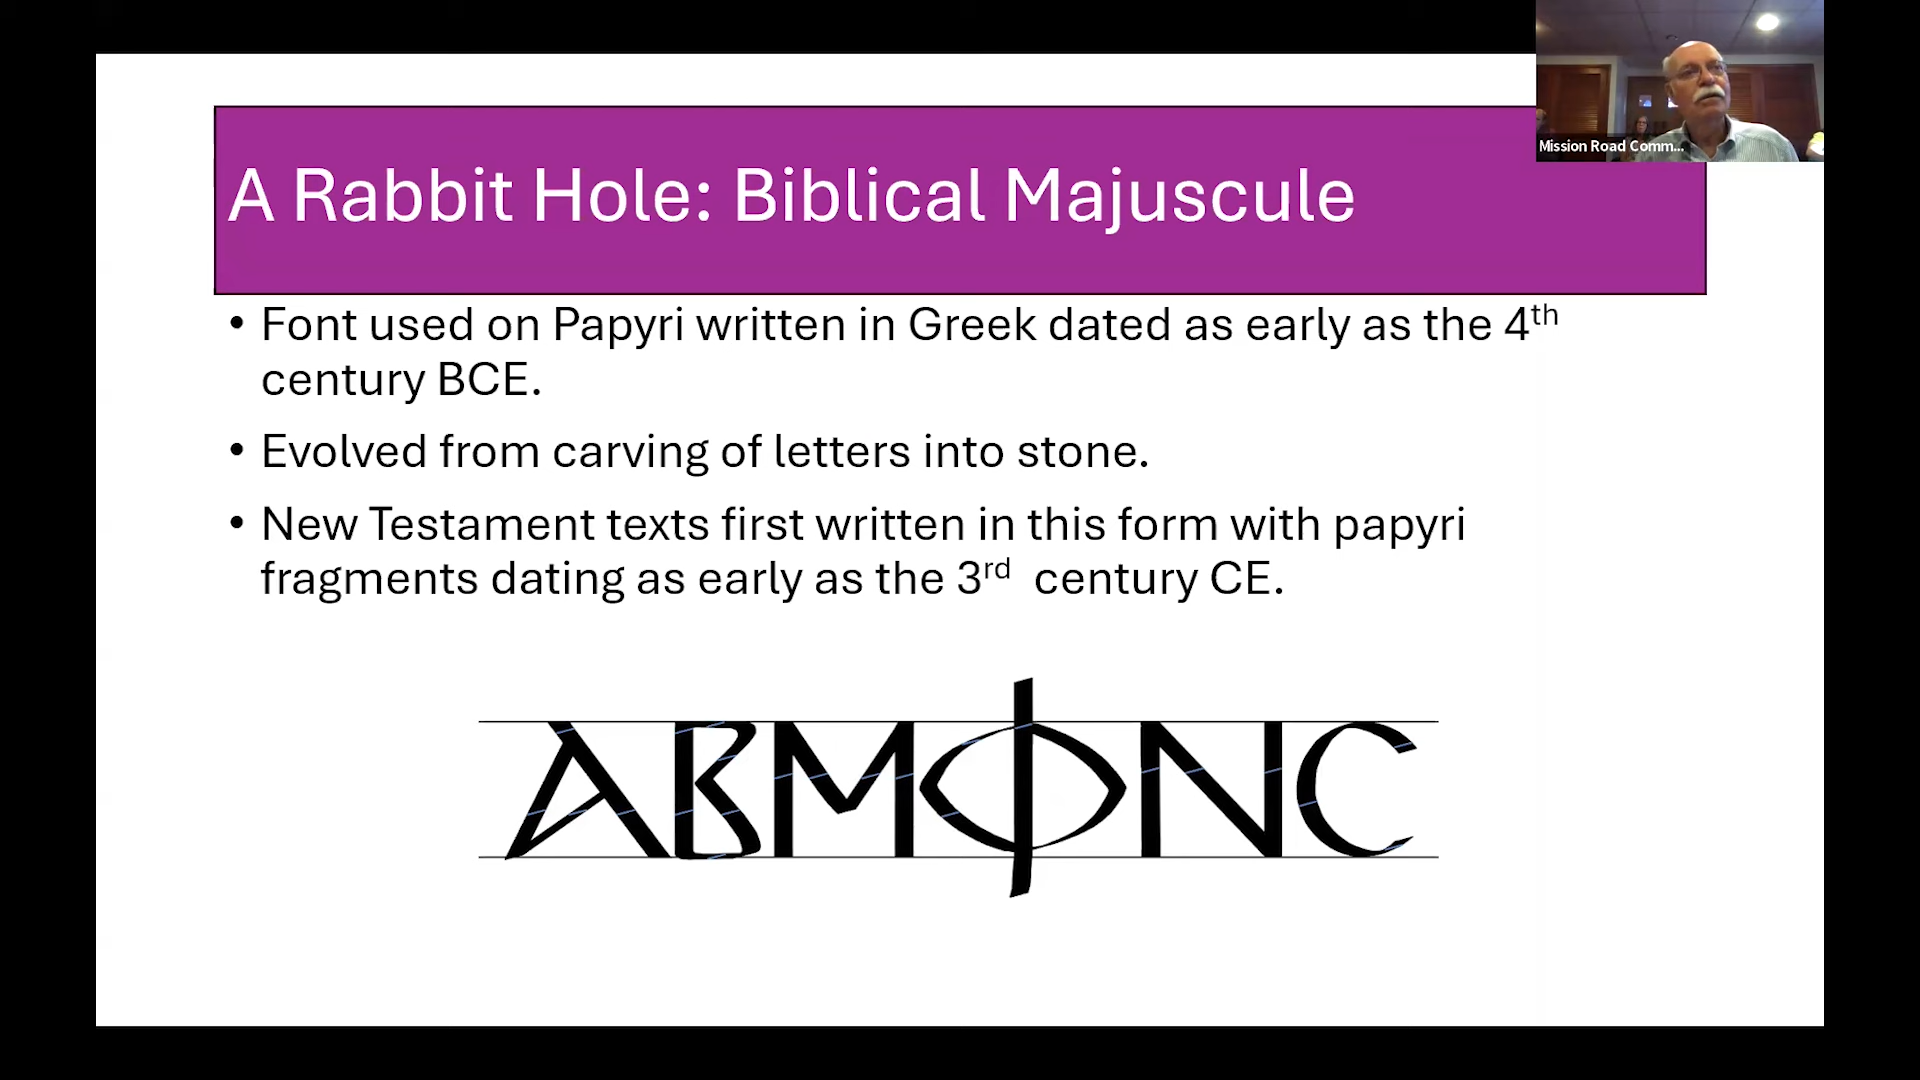 Mission Road Comm...
A Rabbit Hole: Biblical Majuscule
• Font used on Papyri written in Greek dated as early as the 4th
century BCE.
• Evolved from carving of letters into stone.
• New Testament texts first written in this form with papyri
fragments dating as early as the 3rd century CE.
ΑΒΜΦΝϹ